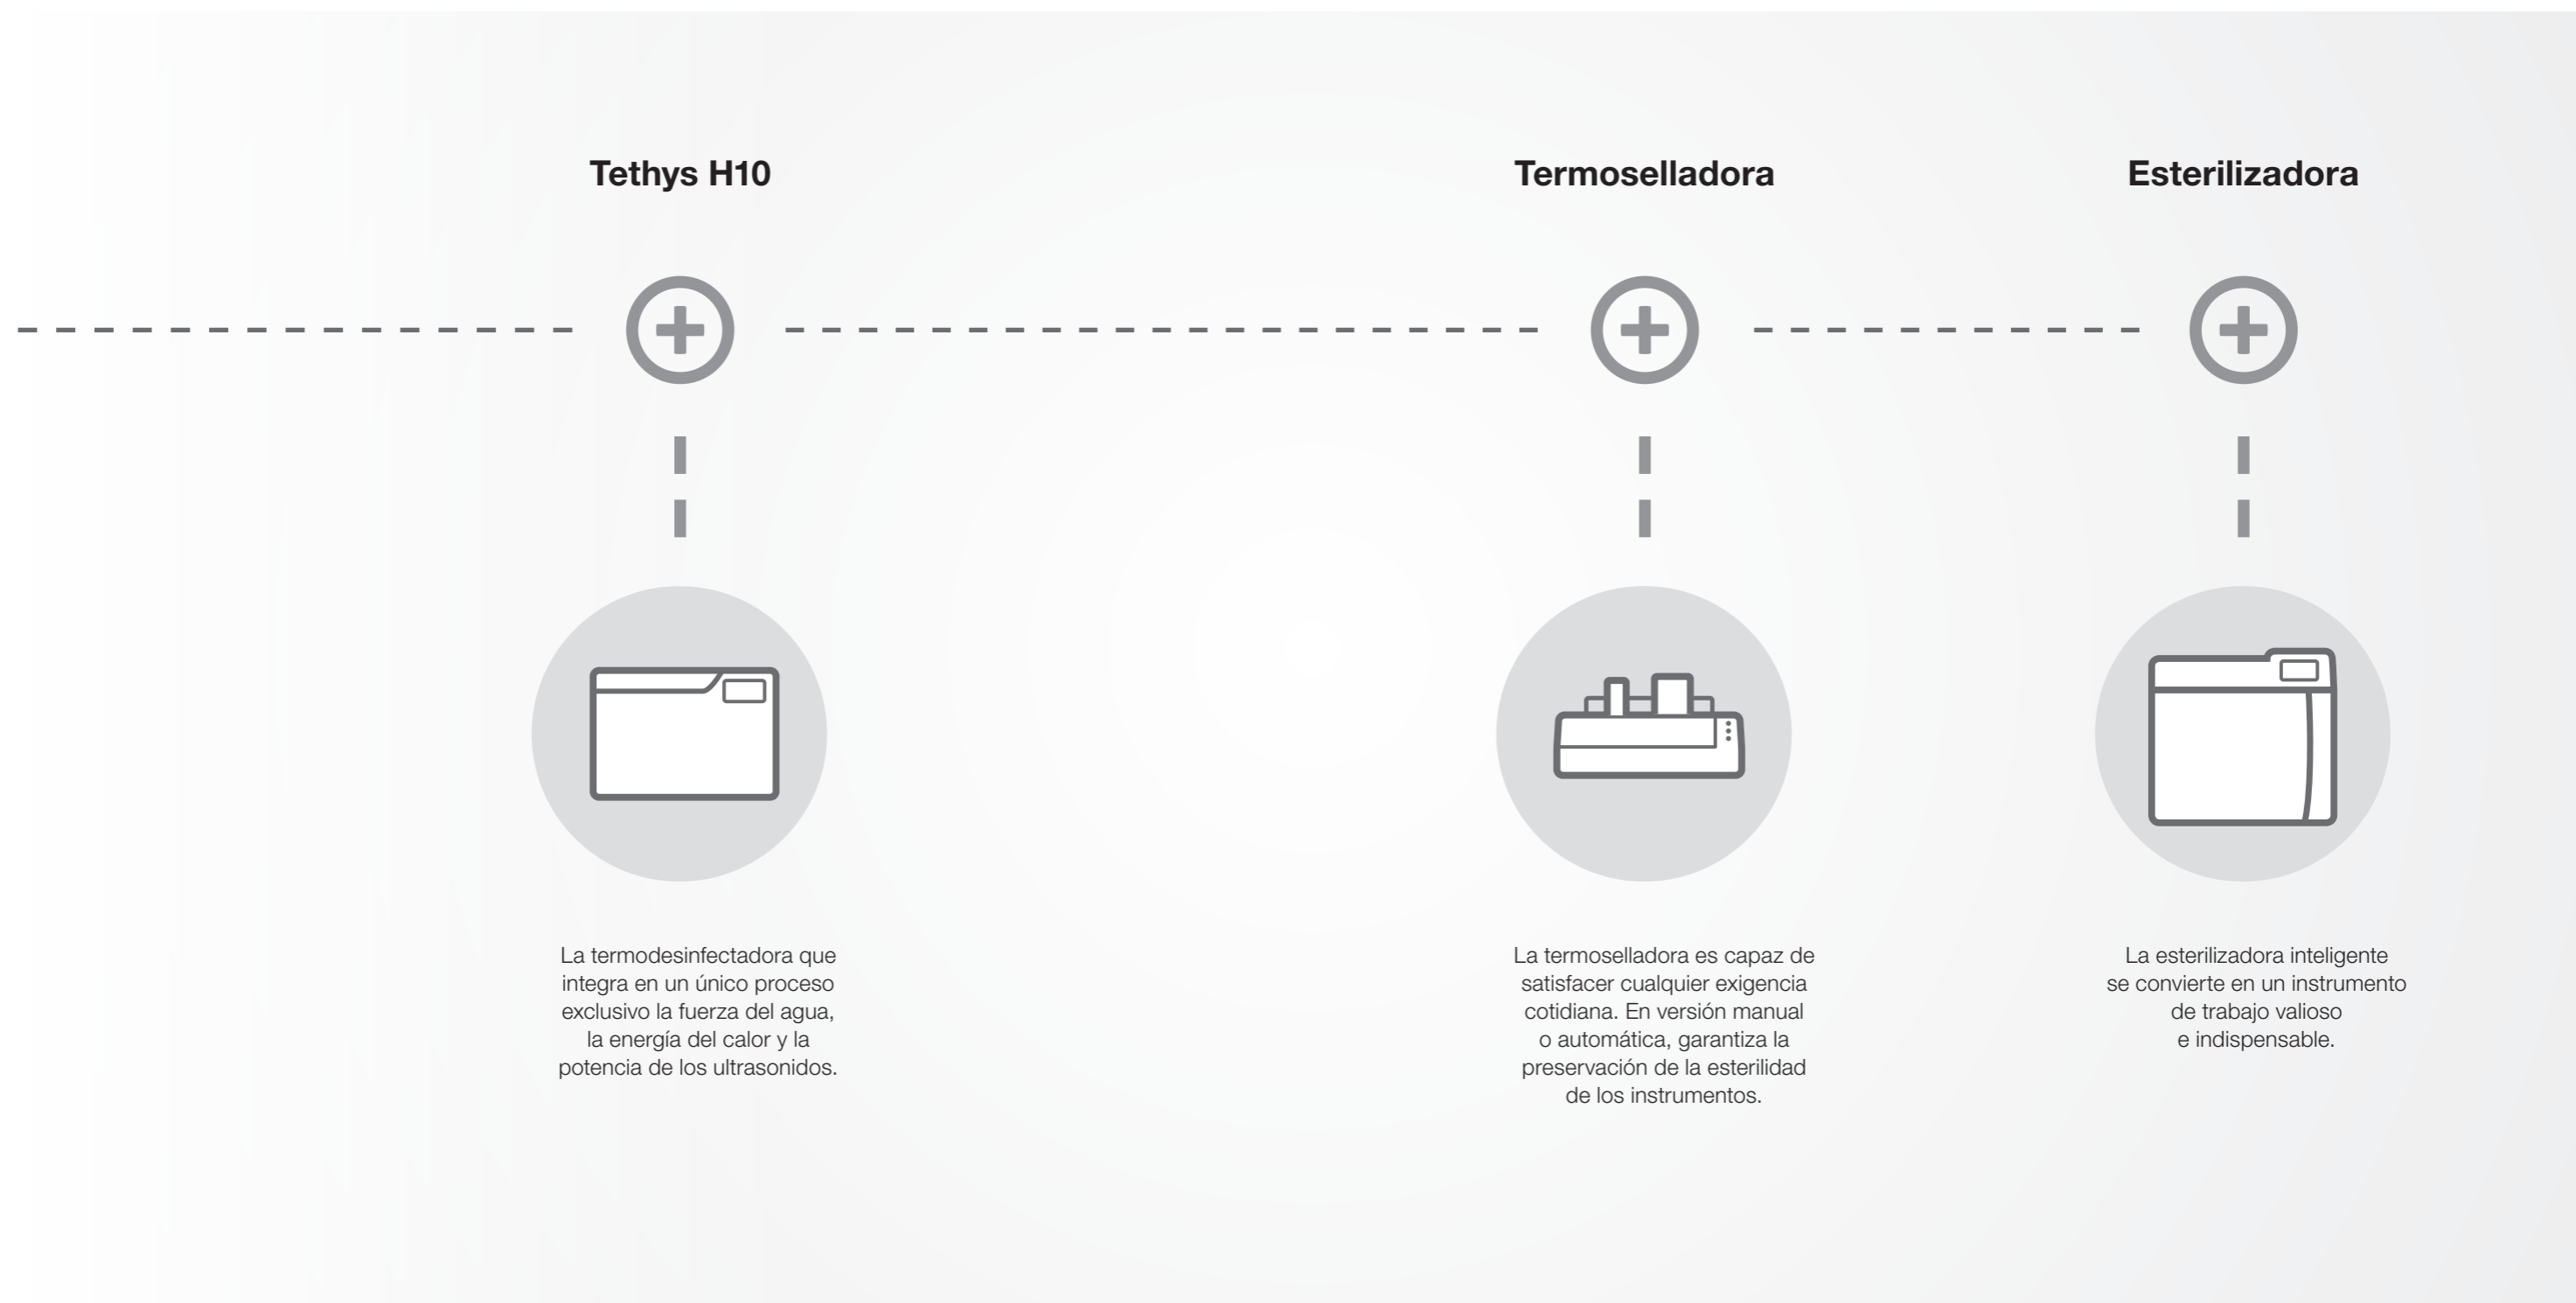 Tethys H10
La termodesinfectadora que
integra en un único proceso
exclusivo la fuerza del agua,
la energía del calor y la
potencia de los ultrasonidos.
Termoselladora
La termoselladora es capaz de
satisfacer cualquier exigencia
cotidiana. En versión manual
o automática, garantiza la
preservación de la esterilidad
de los instrumentos.
Esterilizadora
La esterilizadora inteligente
se convierte en un instrumento
de trabajo valioso
e indispensable.